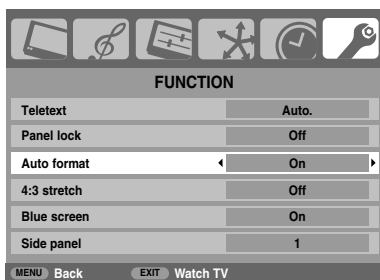 FUNCTION
Teletext Auto.
Panel lock Off
Auto format On
4:3 stretch Off
Blue screen On
Side panel 1
MENU Back EXIT Watch TV